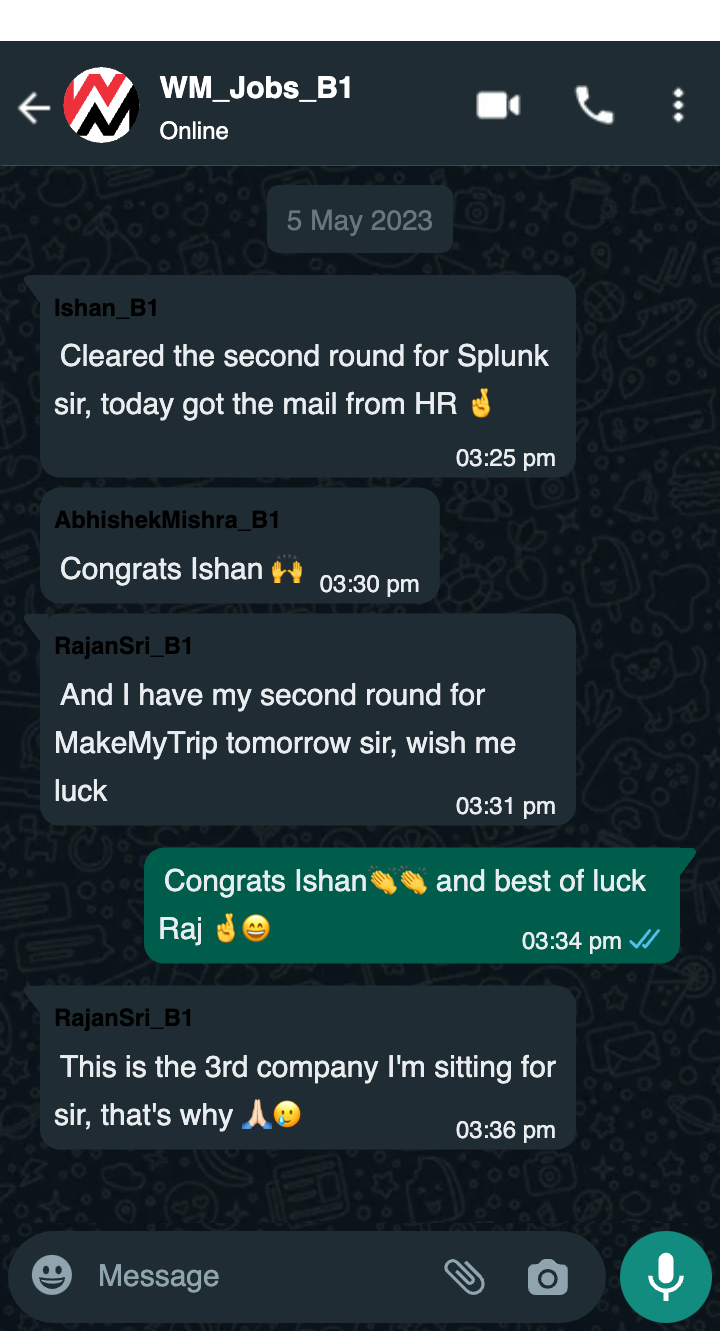 WM_Jobs_B1
Online
5 May 2023
Ishan_B1
Cleared the second round for Splunk
sir, today got the mail from HR 🤞
03:25 pm
AbhishekMishra_B1
Congrats Ishan 🙌 03:30 pm
RajanSri_B1
And I have my second round for
MakeMyTrip tomorrow sir, wish me
luck
03:31 pm
Congrats Ishan👏👏 and best of luck
Raj 🤞😄
03:34 pm
RajanSri_B1
This is the 3rd company I'm sitting for
sir, that's why 🙏🏻🥲
03:36 pm
Message